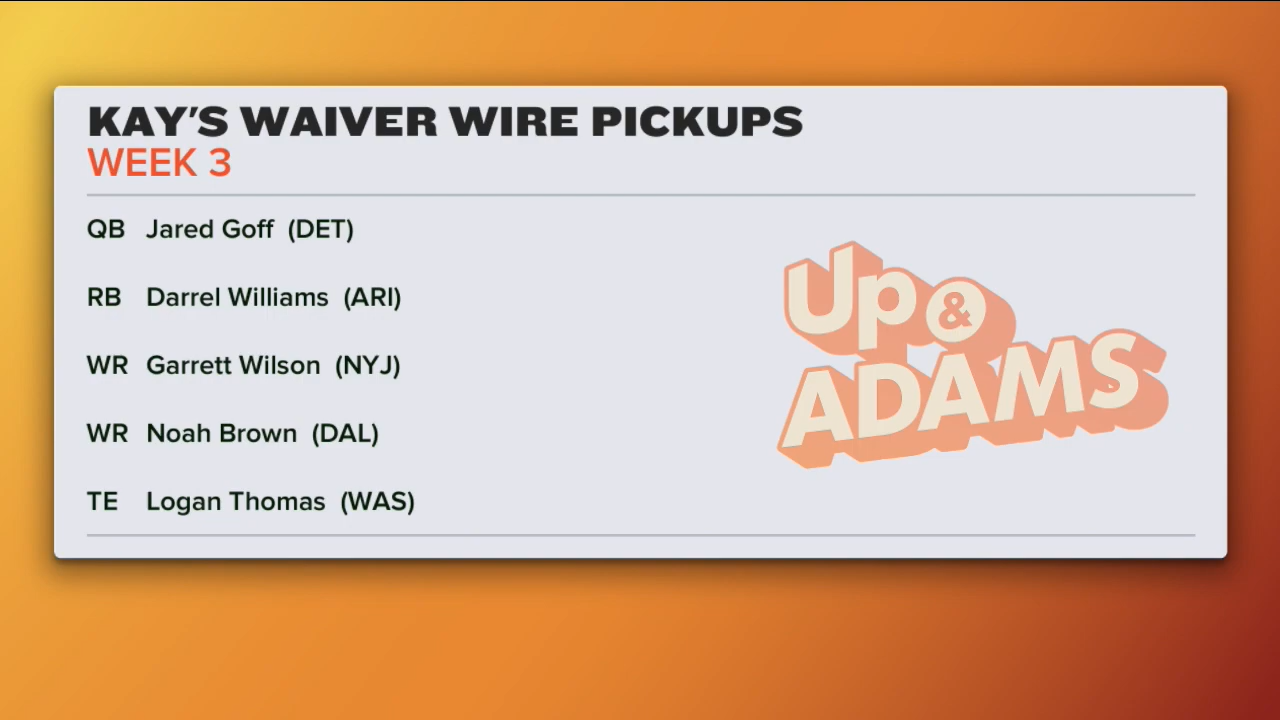 KAY'S WAIVER WIRE PICKUPS
WEEK 3
QB Jared Goff (DET)
RB Darrel Williams (ARI)
WR Garrett Wilson (NYJ)
WR Noah Brown (DAL)
TE Logan Thomas (WAS)
Up &
ADAMS